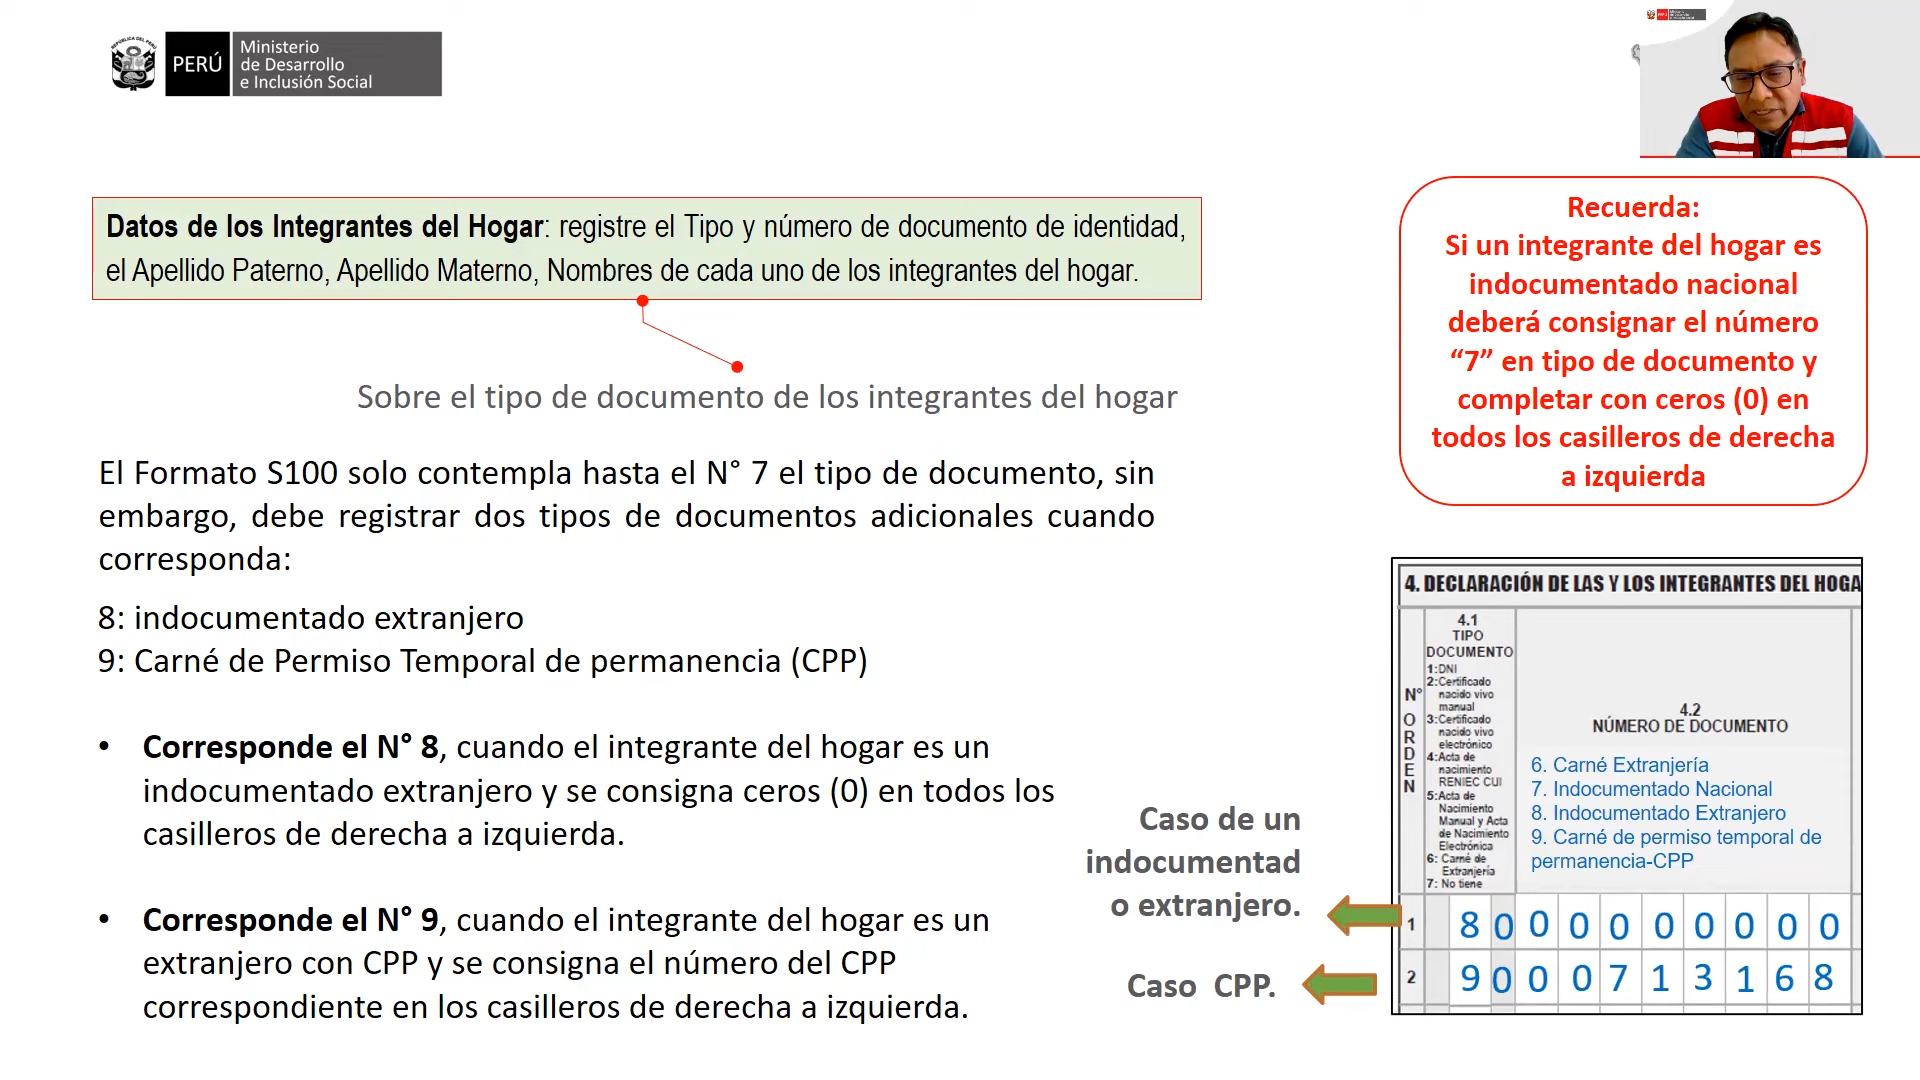 PERÚ
Ministerio
de Desarrollo
e Inclusión Social
REPÚBLICA DEL PERÚ
PERÚ
Datos de los Integrantes del Hogar: registre el Tipo y número de documento de identidad,
el Apellido Paterno, Apellido Materno, Nombres de cada uno de los integrantes del hogar.
Sobre el tipo de documento de los integrantes del hogar
El Formato S100 solo contempla hasta el N° 7 el tipo de documento, sin
embargo, debe registrar dos tipos de documentos adicionales cuando
corresponda:
8: indocumentado extranjero
9: Carné de Permiso Temporal de permanencia (CPP)
• Corresponde el N° 8, cuando el integrante del hogar es un
indocumentado extranjero y se consigna ceros (0) en todos los
casilleros de derecha a izquierda.
• Corresponde el N° 9, cuando el integrante del hogar es un
extranjero con CPP y se consigna el número del CPP
correspondiente en los casilleros de derecha a izquierda.
Recuerda:
Si un integrante del hogar es
indocumentado nacional
deberá consignar el número
“7” en tipo de documento y
completar con ceros (0) en
todos los casilleros de derecha
a izquierda
Caso de un
indocumentad
o extranjero.
Caso CPP.
4. DECLARACIÓN DE LAS Y LOS INTEGRANTES DEL HOGA
N°
O
R
D
E
N
4.1
TIPO
DOCUMENTO
1:DNI
2:Certificado
nacido vivo
manual
3:Certificado
nacido vivo
electrónico
4:Acta de
nacimiento
RENIEC CUI
5:Acta de
Nacimiento
Manual y Acta
de Nacimiento
Electrónica
6: Carné de
Extranjería
7: No tiene
4.2
NÚMERO DE DOCUMENTO
6. Carné Extranjería
7. Indocumentado Nacional
8. Indocumentado Extranjero
9. Carné de permiso temporal de
permanencia-CPP
1 8 0 0 0 0 0 0 0 0 0
2 9 0 0 0 7 1 3 1 6 8